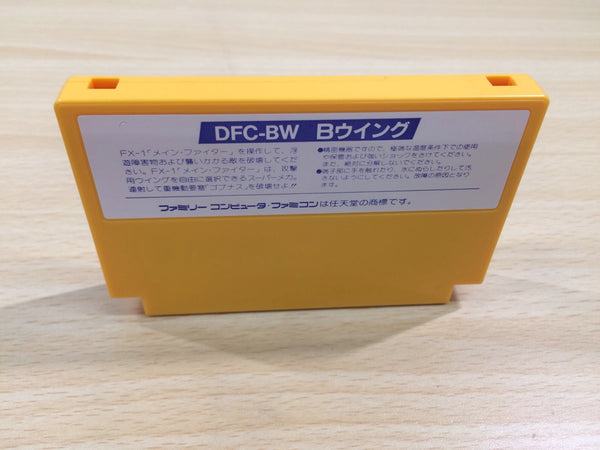 DFC-BW Bウイング
FX-1「メイン・ファイター」を操作して、浮
遊障害物および襲いかかる敵を破壊してくだ
さい。FX-1「メイン・ファイター」は、攻撃
用ウイングを自由に選択できるスーパーメカ。
連射して重機動要塞「ゴブナス」を破壊せよ!!
●精密機器ですので、極端な温度条件下での使用
や保管および強いショックをさけてください。
また、絶対に分解しないでください。
●端子部に手を触れたり、水にぬらしたりして汚
さないようにしてください。故障の原因となり
ます。
ファミリー コンピュータ・ファミコンは任天堂の商標です。